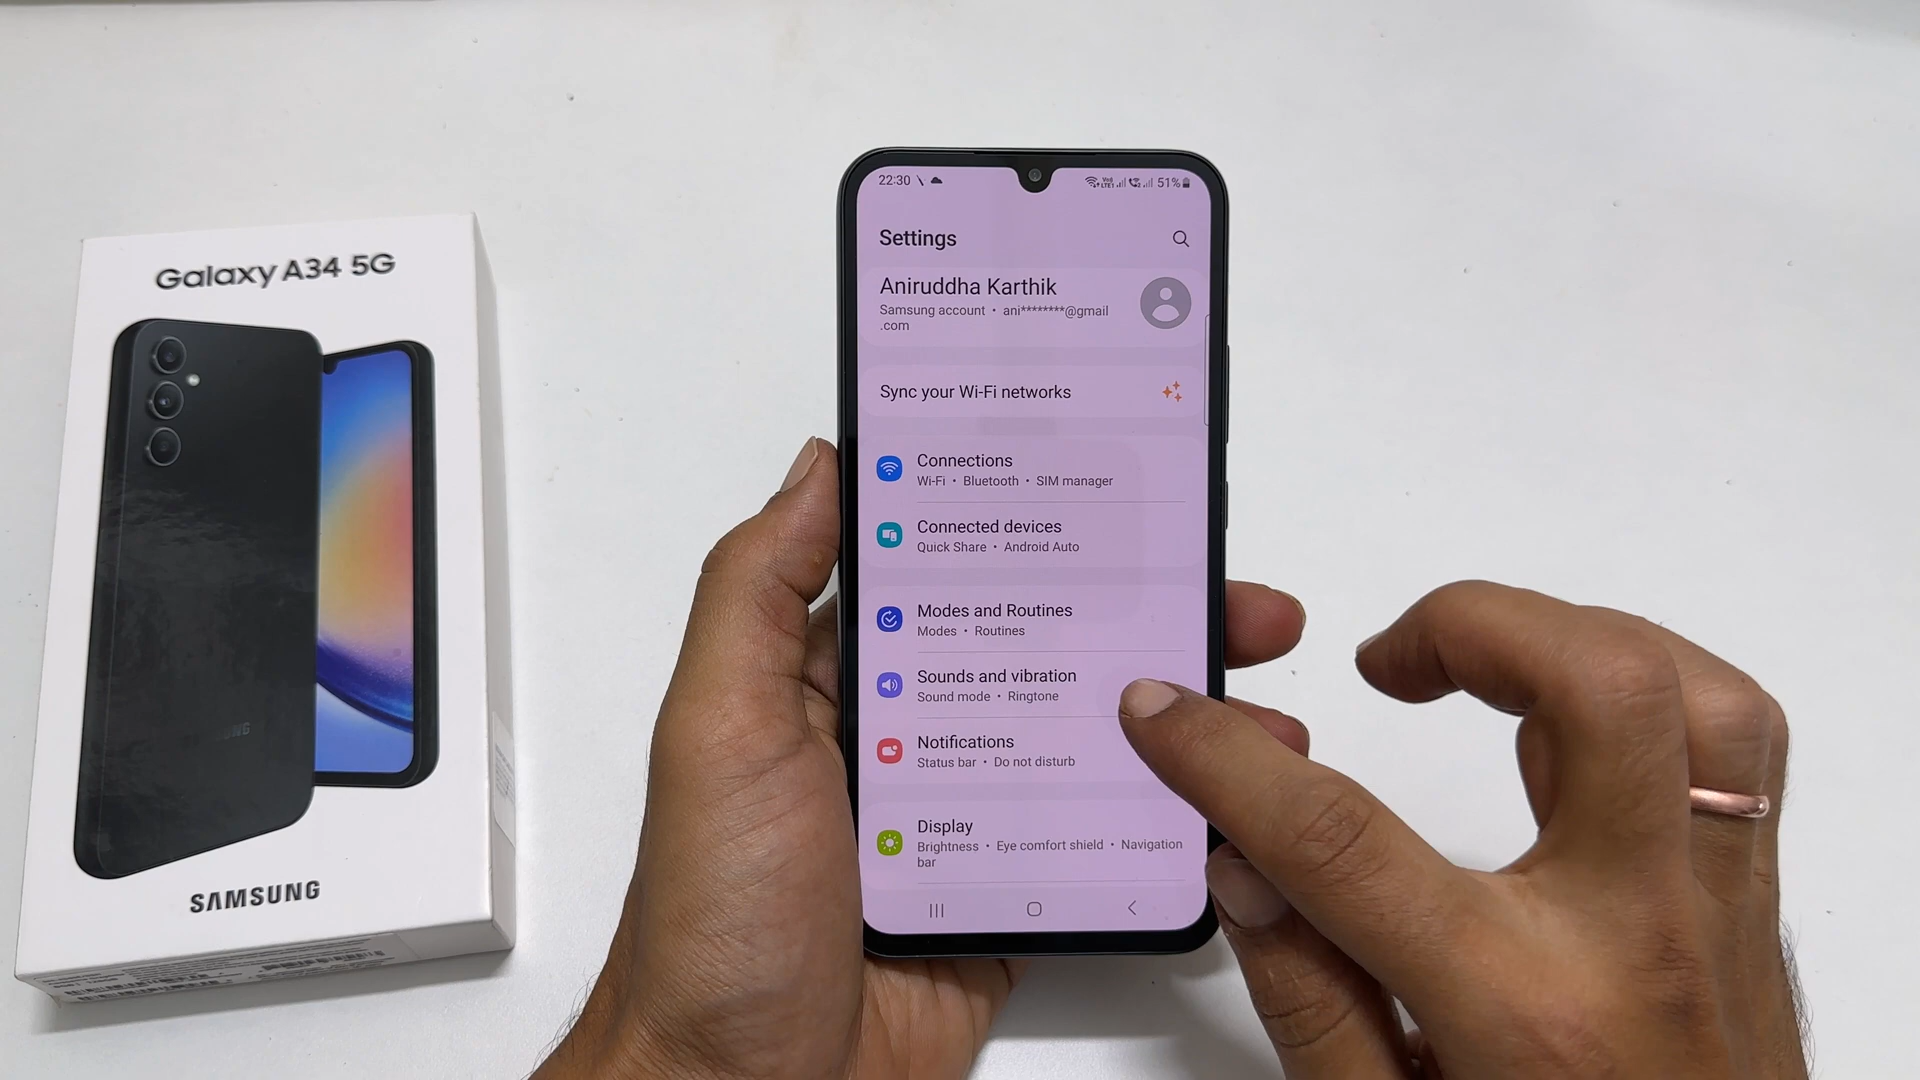 Galaxy A34 5G
SAMSUNG
22:30
51%
Settings
Aniruddha Karthik
Samsung account • ani********@gmail
.com
Sync your Wi-Fi networks
Connections
Wi-Fi • Bluetooth • SIM manager
Connected devices
Quick Share • Android Auto
Modes and Routines
Modes • Routines
Sounds and vibration
Sound mode • Ringtone
Notifications
Status bar • Do not disturb
Display
Brightness • Eye comfort shield • Navigation
bar